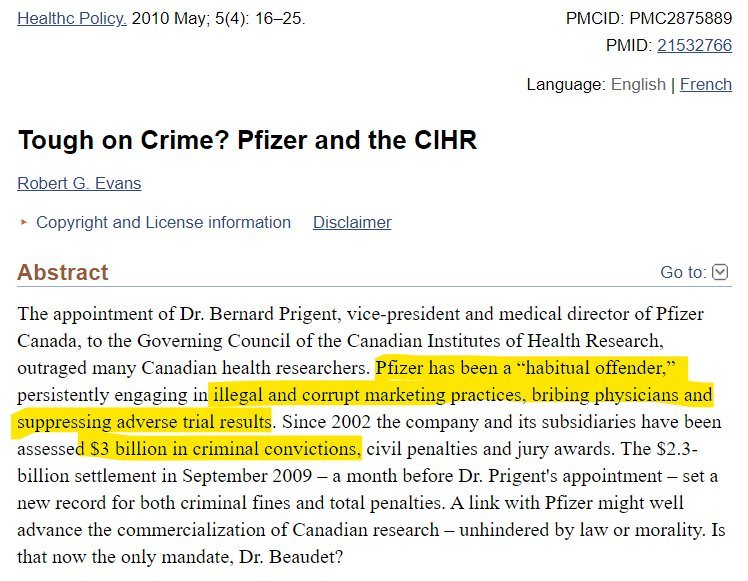 Healthc Policy. 2010 May; 5(4): 16–25.
PMCID: PMC2875889
PMID: 21532766
Language: English | French
Tough on Crime? Pfizer and the CIHR
Robert G. Evans
▸ Copyright and License information Disclaimer
Abstract
Go to:
The appointment of Dr. Bernard Prigent, vice-president and medical director of Pfizer
Canada, to the Governing Council of the Canadian Institutes of Health Research,
outraged many Canadian health researchers. Pfizer has been a “habitual offender,”
persistently engaging in illegal and corrupt marketing practices, bribing physicians and
suppressing adverse trial results. Since 2002 the company and its subsidiaries have been
assessed $3 billion in criminal convictions, civil penalties and jury awards. The $2.3-
billion settlement in September 2009 – a month before Dr. Prigent's appointment – set a
new record for both criminal fines and total penalties. A link with Pfizer might well
advance the commercialization of Canadian research – unhindered by law or morality. Is
that now the only mandate, Dr. Beaudet?